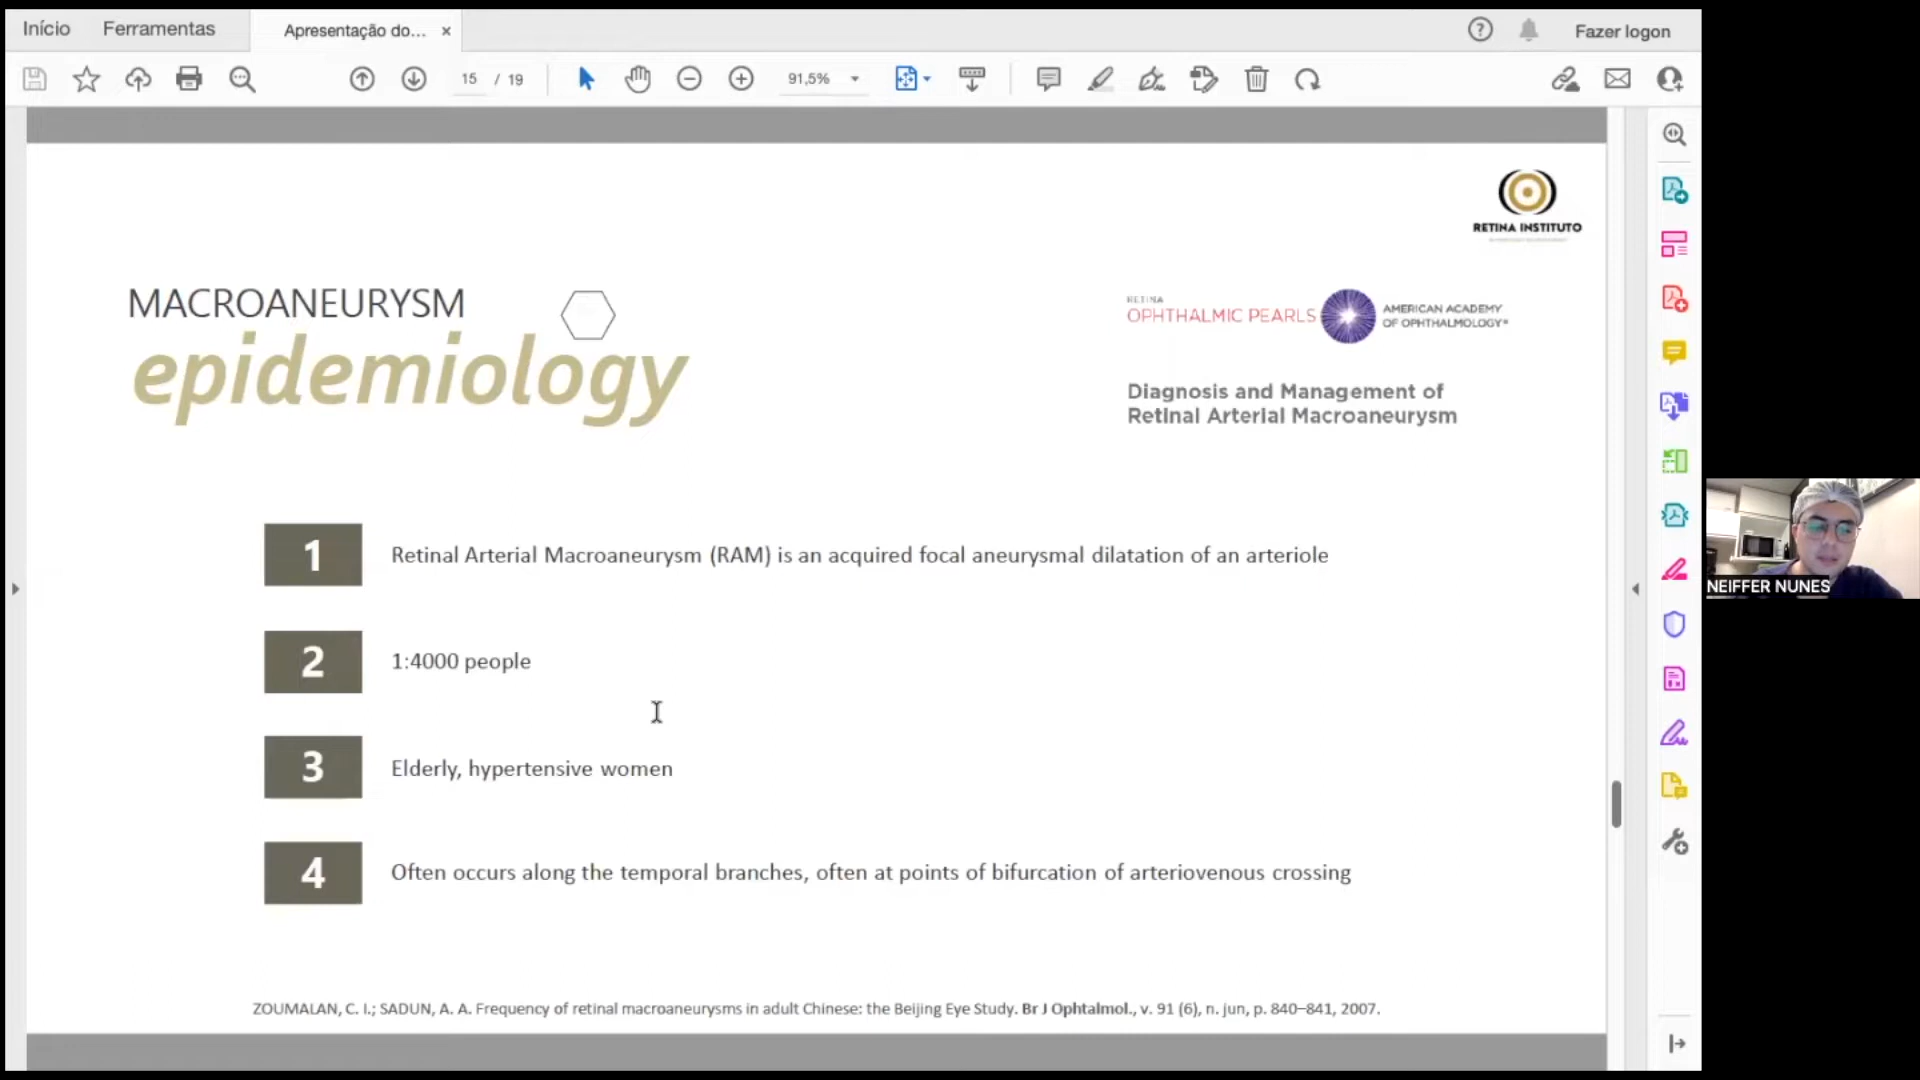 Início Ferramentas Apresentação do... × Fazer logon
15 / 19 91,5%
RETINA INSTITUTO
MACROANEURYSM
epidemiology
RETINA
OPHTHALMIC PEARLS
AMERICAN ACADEMY
OF OPHTHALMOLOGY®
Diagnosis and Management of
Retinal Arterial Macroaneurysm
1 Retinal Arterial Macroaneurysm (RAM) is an acquired focal aneurysmal dilatation of an arteriole
2 1:4000 people
3 Elderly, hypertensive women
4 Often occurs along the temporal branches, often at points of bifurcation of arteriovenous crossing
ZOUMALAN, C. I.; SADUN, A. A. Frequency of retinal macroaneurysms in adult Chinese: the Beijing Eye Study. Br J Ophtalmol., v. 91 (6), n. jun, p. 840–841, 2007.
NEIFFER NUNES